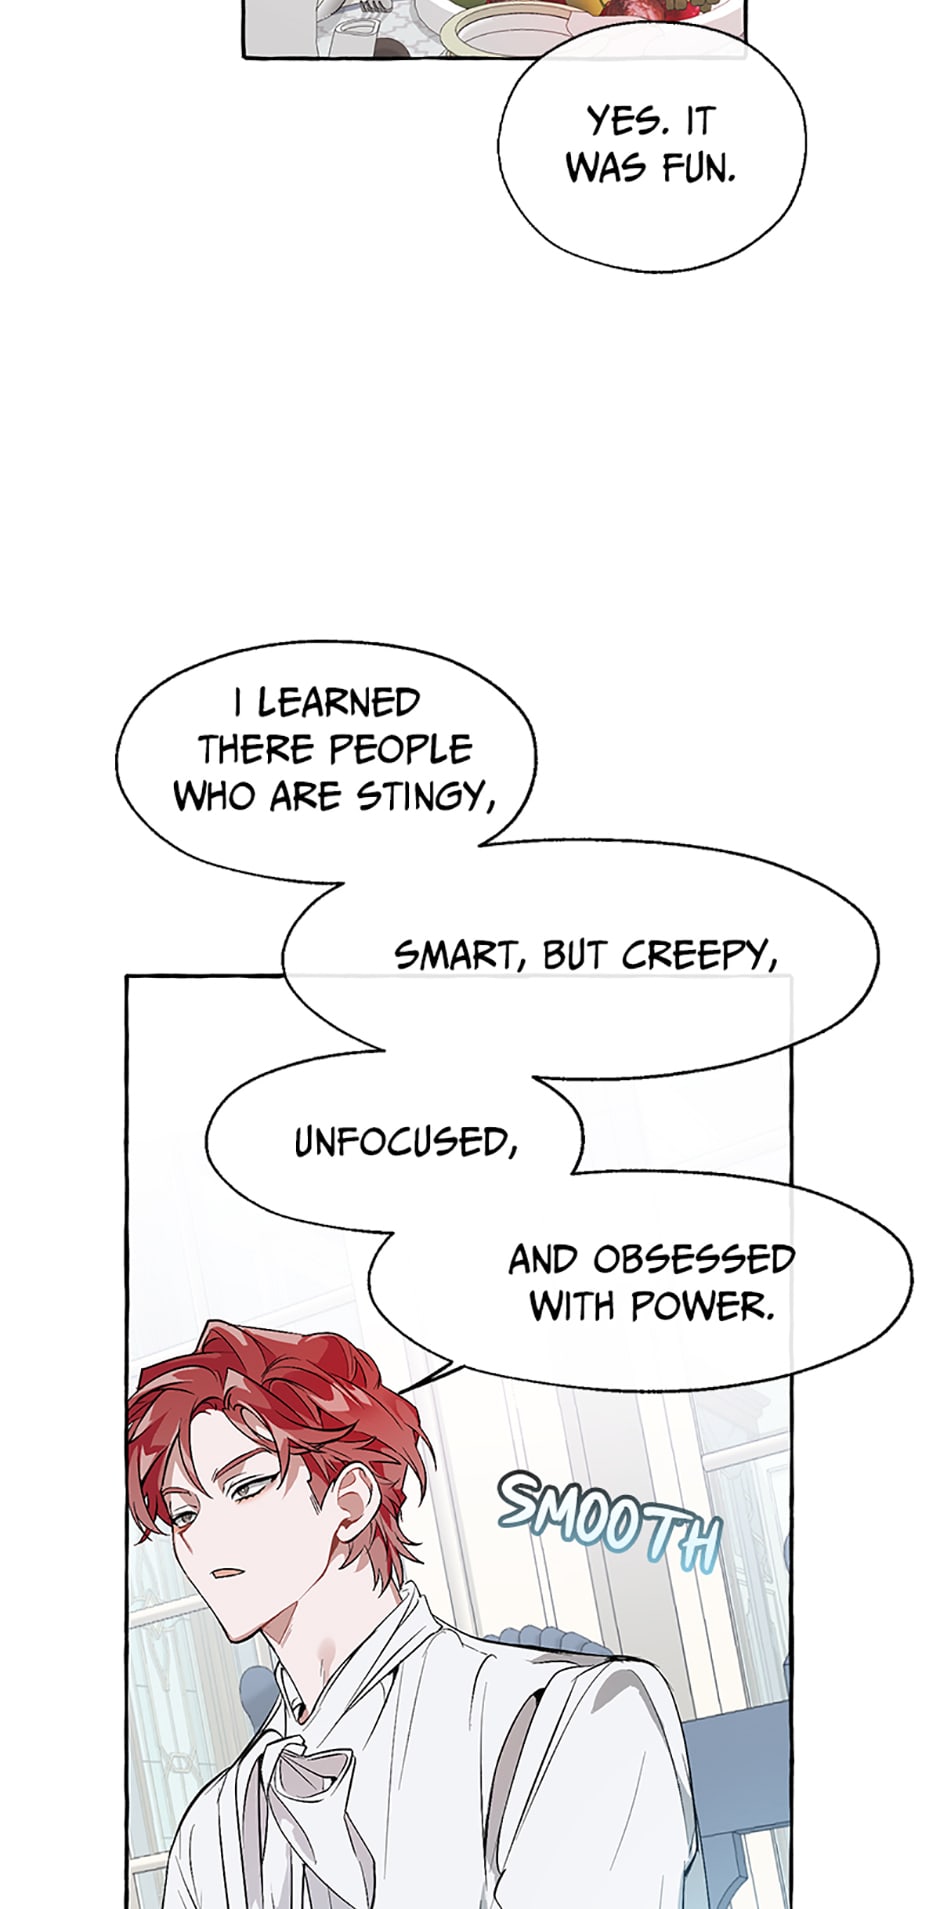 YES. IT
WAS FUN.
I LEARNED
THERE PEOPLE
WHO ARE STINGY,
SMART, BUT CREEPY,
UNFOCUSED,
AND OBSESSED
WITH POWER.
SMOOTH